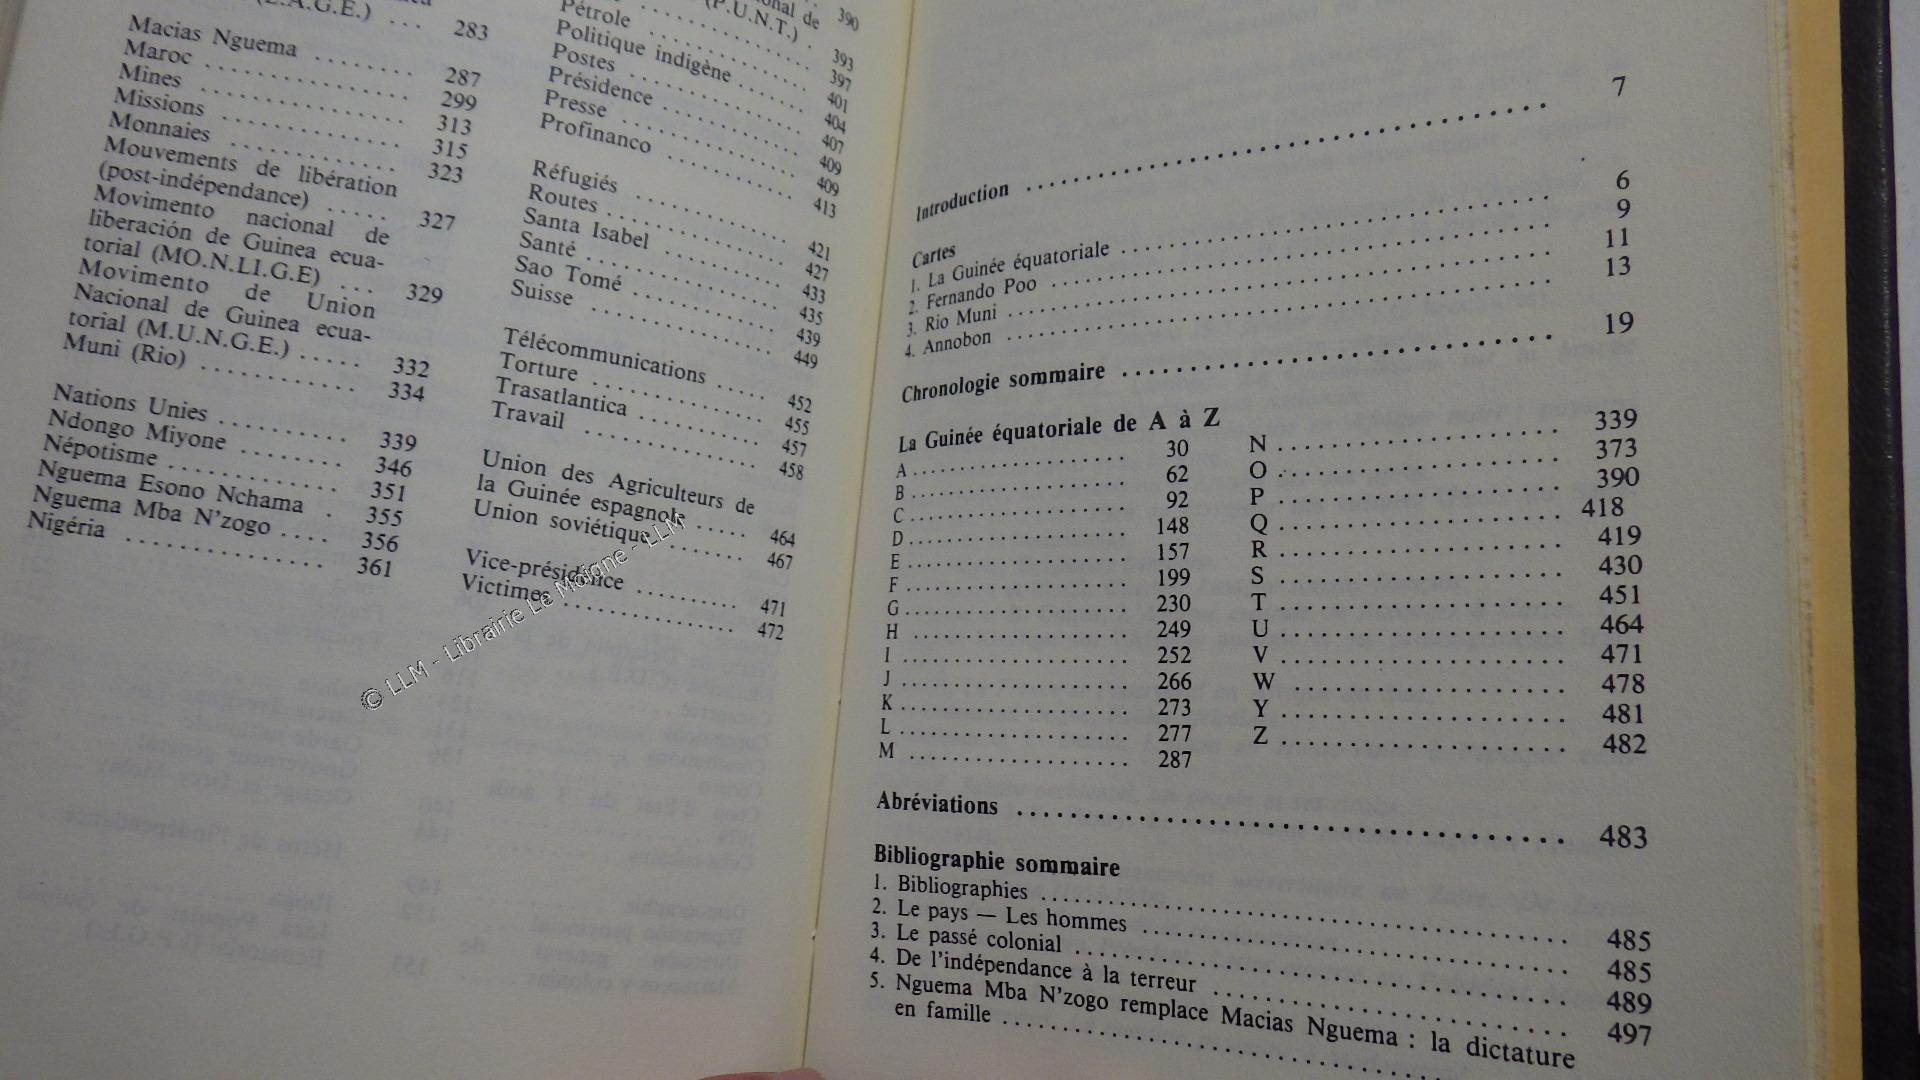 (L.A.G.E.) ... 283
Macias Nguema ........ 287
Maroc ........ 299
Mines ........ 313
Missions ........ 315
Monnaies ........ 323
Mouvements de libération
(post-indépendance) ..... 327
Movimento nacional de
liberación de Guinea ecua-
torial (MO.N.LI.G.E) ... 329
Movimento de Union
Nacional de Guinea ecua-
torial (M.U.N.G.E.) ..... 332
Muni (Rio) ............ 334
Nations Unies .......... 339
Ndongo Miyone ........ 346
Népotisme ............. 351
Nguema Esono Nchama . 355
Nguema Mba N'zogo .... 356
Nigéria ............... 361
de 390
(P.U.N.T.) . 393
Pétrole ........ 397
Politique indigène ....... 401
Postes ........ 404
Présidence ........ 407
Presse ........ 409
Profinanco ........ 409
413
Réfugiés ........ 421
Routes ........ 427
Santa Isabel ........ 433
Santé ........ 435
Sao Tomé ........ 439
Suisse ........ 449
Télécommunications ..... 452
Torture ........ 455
Trasatlantica ........ 457
Travail ........ 458
Union des Agriculteurs de
la Guinée espagnole ..... 464
Union soviétique ....... 467
Vice-présidence ......... 471
Victimes ............... 472
© LLM - Librairie Le Moigne - LLM
Introduction ........ 7
Cartes
1. La Guinée équatoriale ........ 6
2. Fernando Poo ........ 9
3. Rio Muni ........ 11
4. Annobon ........ 13
Chronologie sommaire ........ 19
La Guinée équatoriale de A à Z
A ........ 30
B ........ 62
C ........ 92
D ........ 148
E ........ 157
F ........ 199
G ........ 230
H ........ 249
I ........ 252
J ........ 266
K ........ 273
L ........ 277
M ........ 287
N ........ 339
O ........ 373
P ........ 390
Q ........ 418
R ........ 419
S ........ 430
T ........ 451
U ........ 464
V ........ 471
W ........ 478
Y ........ 481
Z ........ 482
Abréviations ........ 483
Bibliographie sommaire
1. Bibliographies ........ 485
2. Le pays — Les hommes ........ 485
3. Le passé colonial ........ 489
4. De l'indépendance à la terreur ........ 497
5. Nguema Mba N'zogo remplace Macias Nguema : la dictature
en famille ........